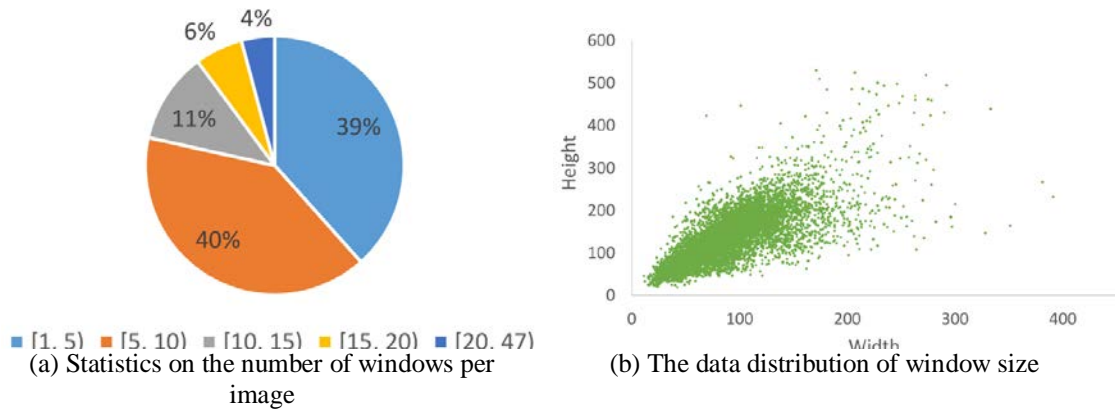 4%
6%
11%
39%
40%
[1, 5) [5, 10) [10, 15) [15, 20) [20, 47)
(a) Statistics on the number of windows per
image
600
500
400
300
200
100
0
Height
0 100 200 300 400
Width
(b) The data distribution of window size